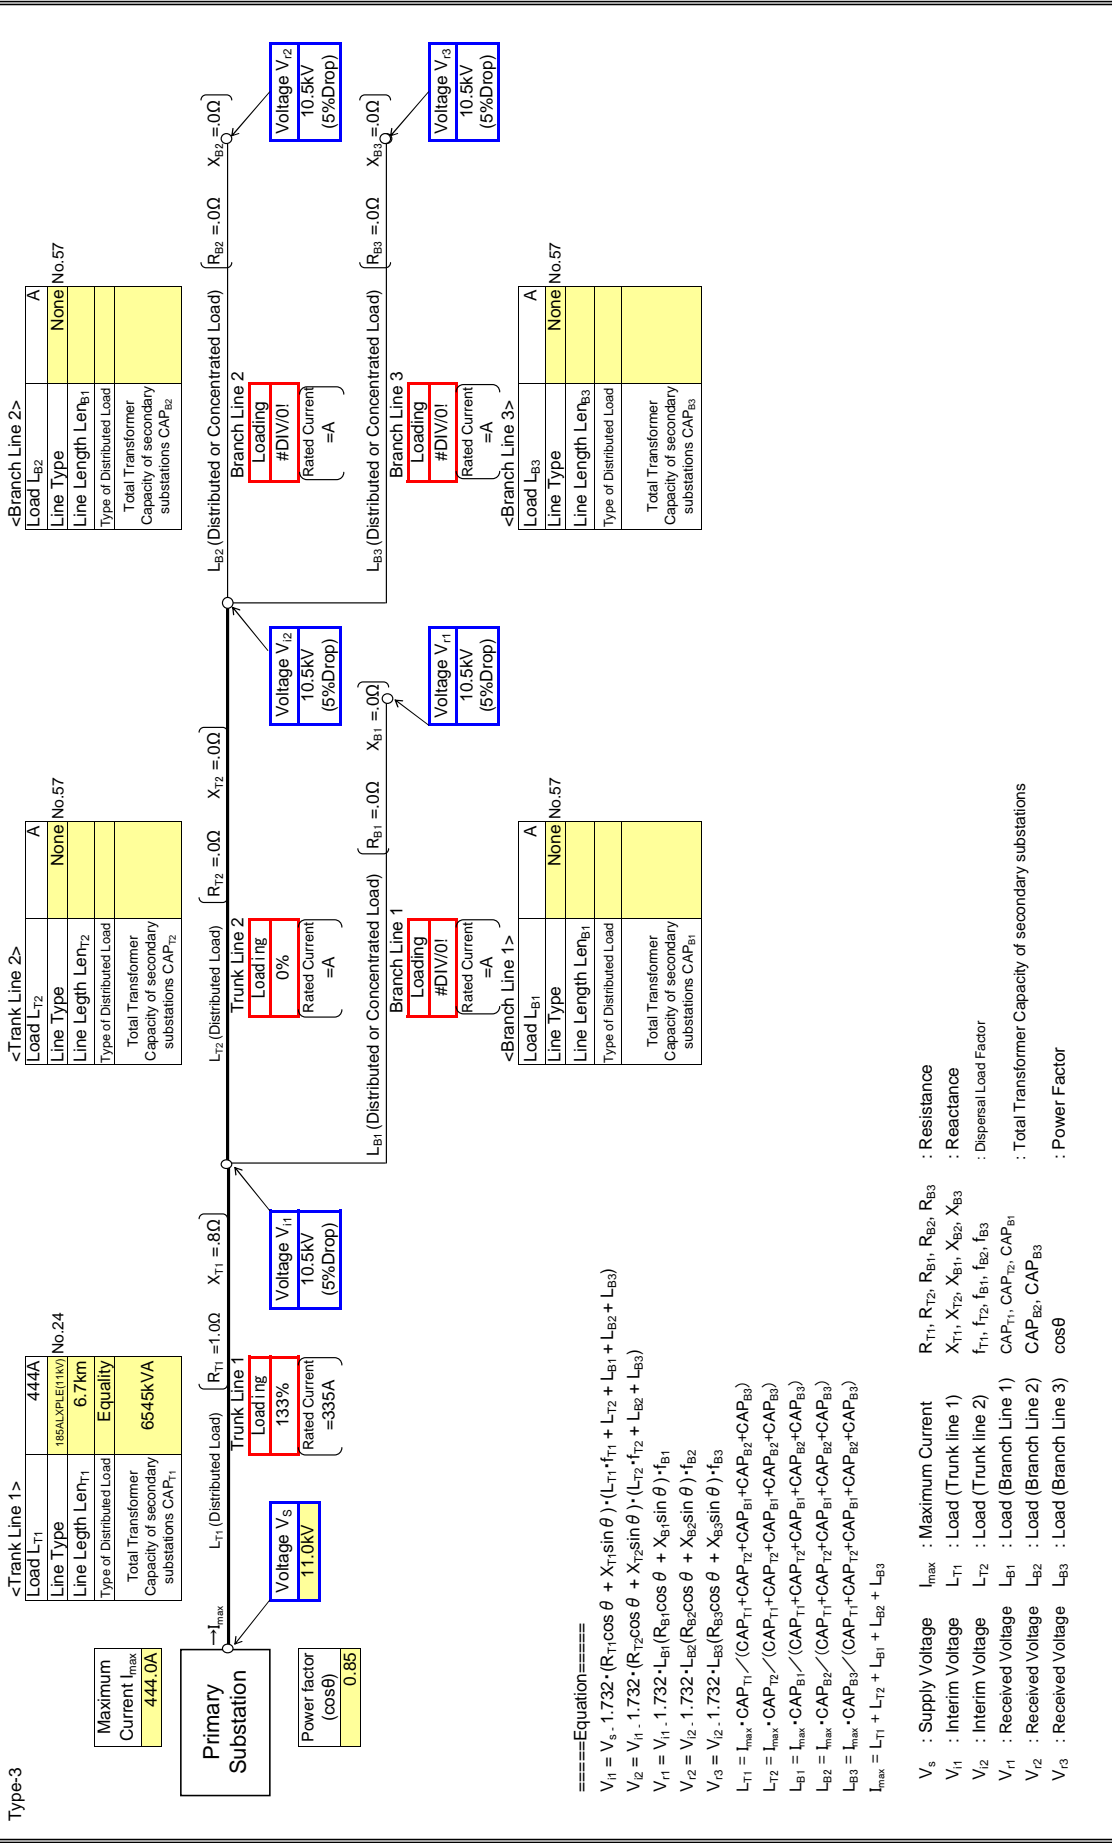 Type-3
<Trank Line 1>
Load LT1 444A
Line Type 185ALXPLE(11kV) No.24
Line Legth LenT1 6.7km
Type of Distributed Load Equality
Total Transformer
Capacity of secondary
substations CAPT1
6545kVA
<Trank Line 2>
Load LT2 A
Line Type None No.57
Line Length LenT2
Type of Distributed Load
Total Transformer
Capacity of secondary
substations CAPT2
<Branch Line 2>
Load LB2 A
Line Type None No.57
Line Length LenB1
Type of Distributed Load
Total Transformer
Capacity of secondary
substations CAPB2
Maximum
Current Imax
444.0A
Primary
Substation
→Imax
Power factor
(cosθ)
0.85
Voltage VS
11.0kV
LT1 (Distributed Load) RT1 =1.0Ω XT1 =.8Ω
Trunk Line 1
Loading
133%
Rated Current
=335A
Voltage Vi1
10.5kV
(5%Drop)
LT2 (Distributed Load) RT2 =.0Ω XT2 =.0Ω
Trunk Line 2
Loading
0%
Rated Current
=A
Voltage Vi2
10.5kV
(5%Drop)
LB2 (Distributed or Concentrated Load) RB2 =.0Ω XB2 =.0Ω
Branch Line 2
Loading
#DIV/0!
Rated Current
=A
Voltage Vr2
10.5kV
(5%Drop)
LB1 (Distributed or Concentrated Load) RB1 =.0Ω XB1 =.0Ω
Branch Line 1
Loading
#DIV/0!
Rated Current
=A
Voltage Vr1
10.5kV
(5%Drop)
LB3 (Distributed or Concentrated Load) RB3 =.0Ω XB3 =.0Ω
Branch Line 3
Loading
#DIV/0!
Rated Current
=A
Voltage Vr3
10.5kV
(5%Drop)
<Branch Line 1>
Load LB1 A
Line Type None No.57
Line Length LenB1
Type of Distributed Load
Total Transformer
Capacity of secondary
substations CAPB1
<Branch Line 3>
Load LB3 A
Line Type None No.57
Line Length LenB3
Type of Distributed Load
Total Transformer
Capacity of secondary
substations CAPB3
=====Equation=====
Vi1 = Vs - 1.732・(RT1cos θ + XT1sin θ)・(LT1・fT1 + LT2 + LB1 + LB2 + LB3)
Vi2 = Vi1 - 1.732・(RT2cos θ + XT2sin θ)・(LT2・fT2 + LB2 + LB3)
Vr1 = Vi1 - 1.732・LB1(RB1cos θ + XB1sin θ)・fB1
Vr2 = Vi2 - 1.732・LB2(RB2cos θ + XB2sin θ)・fB2
Vr3 = Vi2 - 1.732・LB3(RB3cos θ + XB3sin θ)・fB3
LT1 = Imax・CAPT1／(CAPT1+CAPT2+CAPB1+CAPB2+CAPB3)
LT2 = Imax・CAPT2／(CAPT1+CAPT2+CAPB1+CAPB2+CAPB3)
LB1 = Imax・CAPB1／(CAPT1+CAPT2+CAPB1+CAPB2+CAPB3)
LB2 = Imax・CAPB2／(CAPT1+CAPT2+CAPB1+CAPB2+CAPB3)
LB3 = Imax・CAPB3／(CAPT1+CAPT2+CAPB1+CAPB2+CAPB3)
Imax = LT1 + LT2 + LB1 + LB2 + LB3
Vs : Supply Voltage Imax : Maximum Current RT1, RT2, RB1, RB2, RB3 : Resistance
Vi1 : Interim Voltage LT1 : Load (Trunk line 1) XT1, XT2, XB1, XB2, XB3 : Reactance
Vi2 : Interim Voltage LT2 : Load (Trunk line 2) fT1, fT2, fB1, fB2, fB3 : Dispersal Load Factor
Vr1 : Received Voltage LB1 : Load (Branch Line 1) CAPT1, CAPT2, CAPB1
Vr2 : Received Voltage LB2 : Load (Branch Line 2) CAPB2, CAPB3 : Total Transformer Capacity of secondary substations
Vr3 : Received Voltage LB3 : Load (Branch Line 3) cosθ : Power Factor